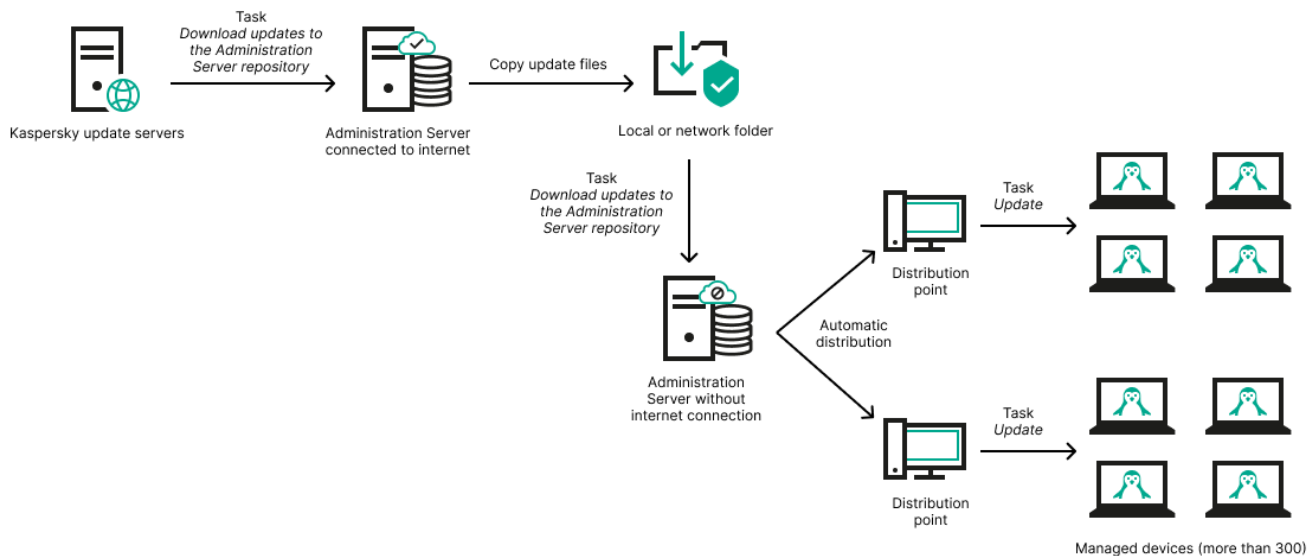 Task
Download updates to
the Administration
Server repository
Copy update files
Kaspersky update servers
Administration Server
connected to internet
Local or network folder
Task
Download updates to
the Administration
Server repository
Task
Update
Distribution
point
Automatic
distribution
Administration
Server without
internet connection
Task
Update
Distribution
point
Managed devices (more than 300)